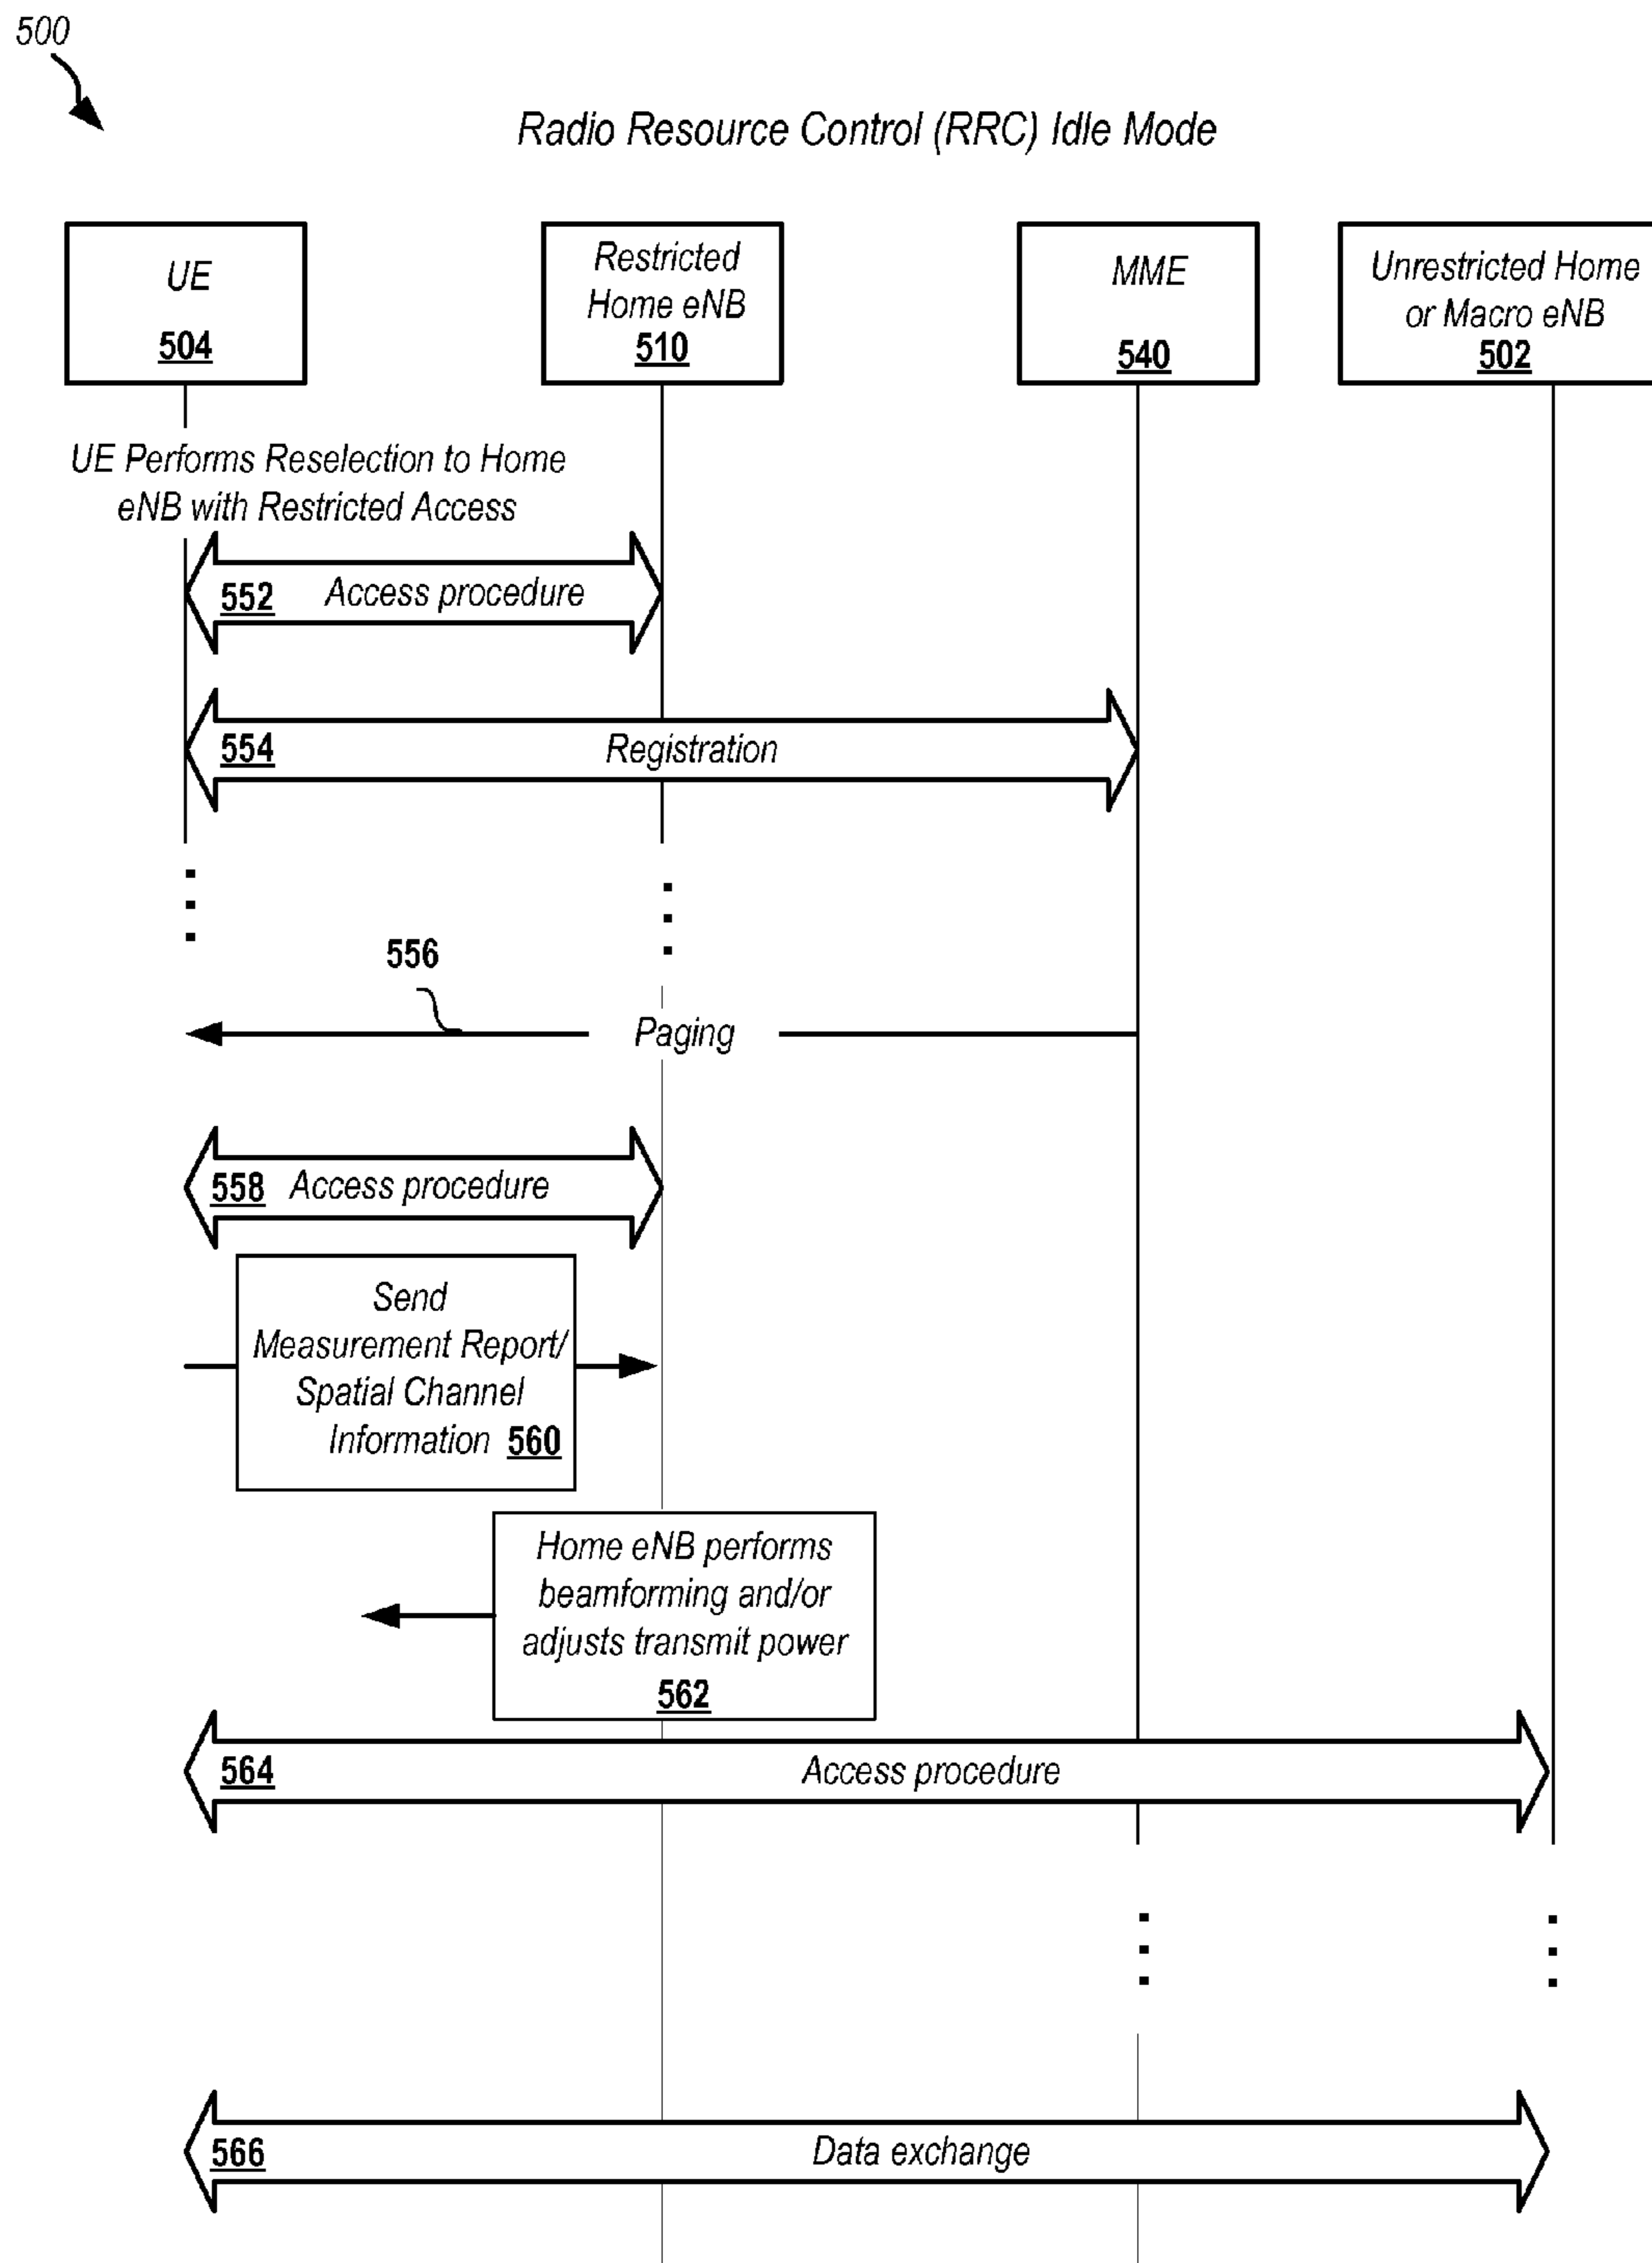 500
Radio Resource Control (RRC) Idle Mode
UE
504
Restricted
Home eNB
510
MME
540
Unrestricted Home
or Macro eNB
502
UE Performs Reselection to Home
eNB with Restricted Access
552 Access procedure
554 Registration
556
Paging
558 Access procedure
Send
Measurement Report/
Spatial Channel
Information 560
Home eNB performs
beamforming and/or
adjusts transmit power
562
564 Access procedure
566 Data exchange